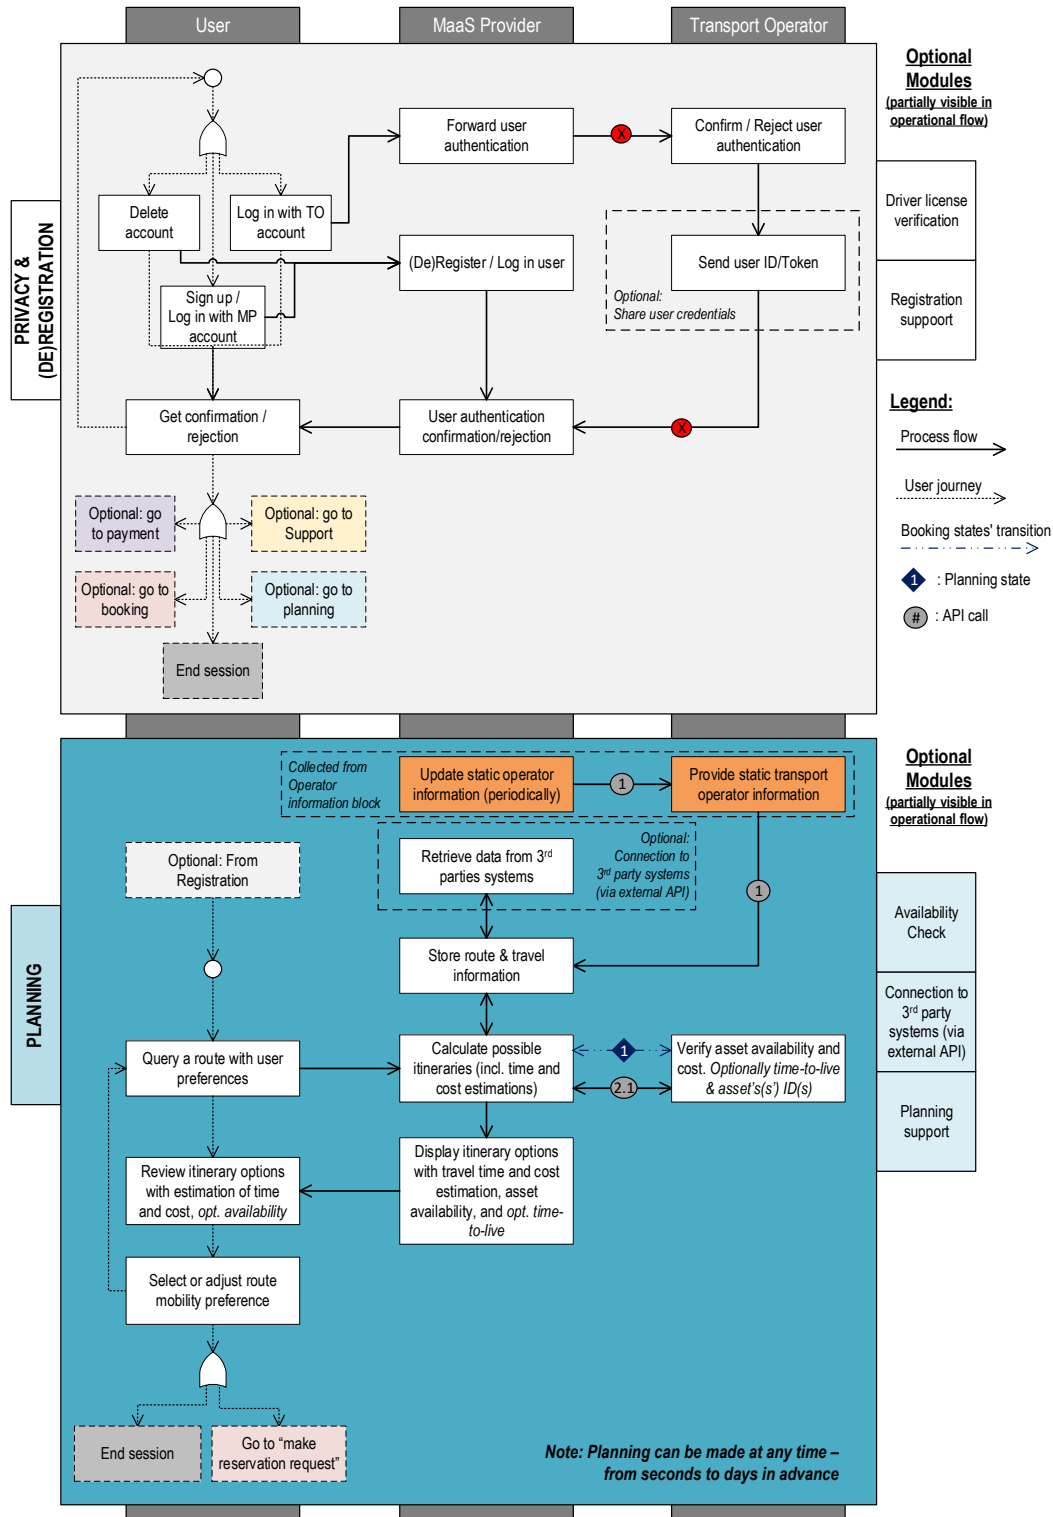 User
MaaS Provider
Transport Operator
Optional
Modules
(partially visible in
operational flow)
PRIVACY &
(DE)REGISTRATION
Forward user
authentication
X
Confirm / Reject user
authentication
Delete
account
Log in with TO
account
Driver license
verification
(De)Register / Log in user
Send user ID/Token
Optional:
Share user credentials
Sign up /
Log in with MP
account
Registration
suppoort
Get confirmation /
rejection
User authentication
confirmation/rejection
X
Legend:
Process flow
User journey
Booking states' transition
1
: Planning state
#
: API call
Optional: go
to payment
Optional: go to
Support
Optional: go to
booking
Optional: go to
planning
End session
PLANNING
Collected from
Operator
information block
Update static operator
information (periodically)
1
Provide static transport
operator information
Optional
Modules
(partially visible in
operational flow)
Optional: From
Registration
Retrieve data from 3rd
parties systems
Optional:
Connection to
3rd party systems
(via external API)
1
Availability
Check
Store route & travel
information
Connection to
3rd party
systems (via
external API)
Query a route with user
preferences
Calculate possible
itineraries (incl. time and
cost estimations)
1
2.1
Verify asset availability and
cost. Optionally time-to-live
& asset's(s') ID(s)
Planning
support
Review itinerary options
with estimation of time
and cost, opt. availability
Display itinerary options
with travel time and cost
estimation, asset
availability, and opt. time-
to-live
Select or adjust route
mobility preference
End session
Go to “make
reservation request”
Note: Planning can be made at any time –
from seconds to days in advance